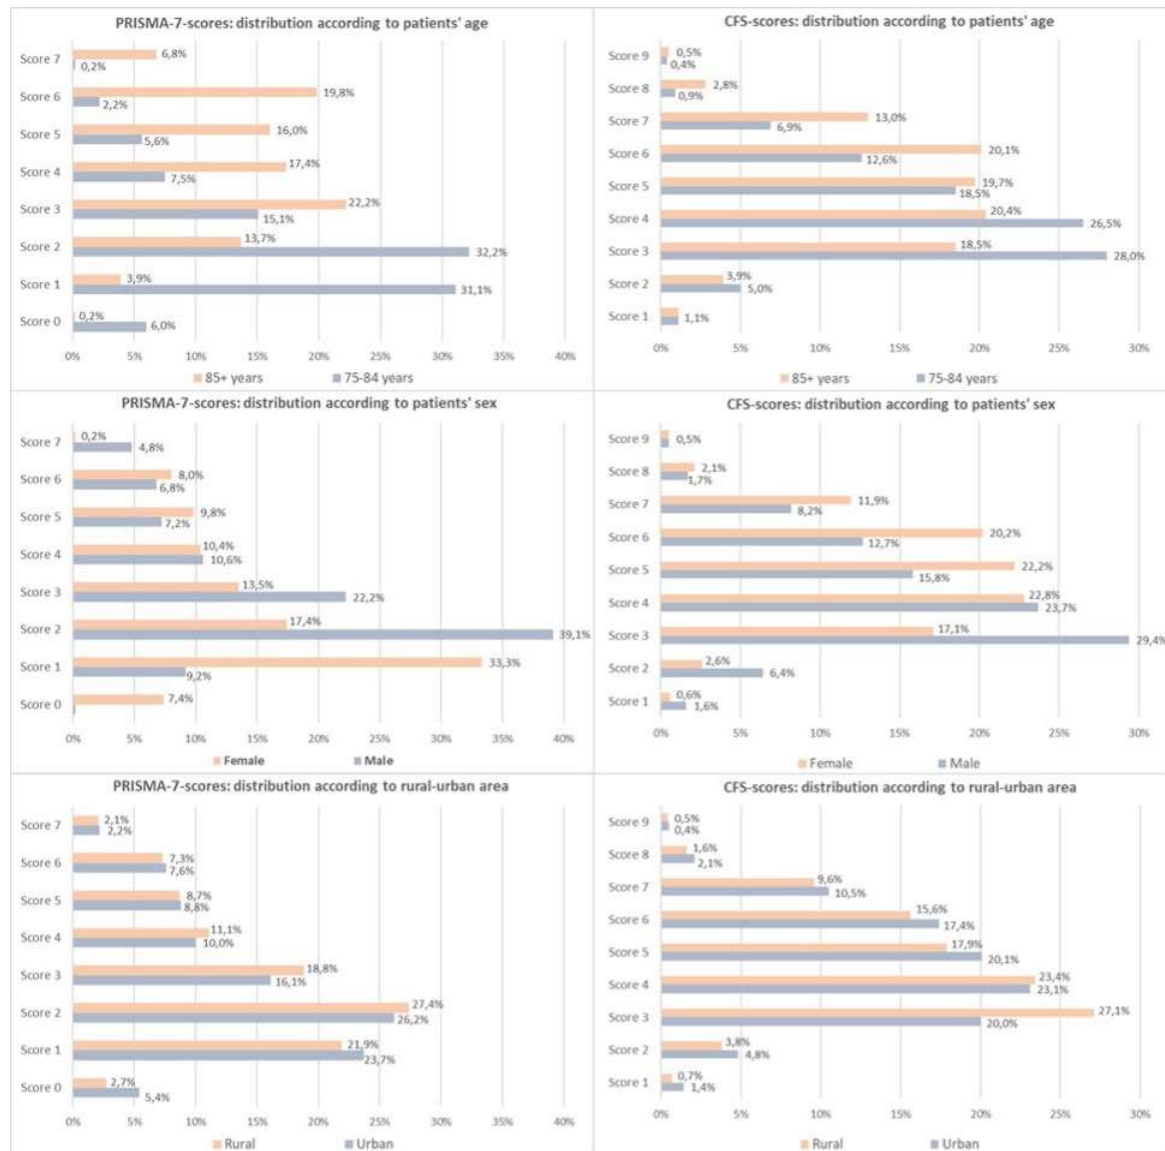 PRISMA-7-scores: distribution according to patients' age
Score 7 6,8% 0,2%
Score 6 19,8% 2,2%
Score 5 16,0% 5,6%
Score 4 17,4% 7,5%
Score 3 22,2% 15,1%
Score 2 13,7% 32,2%
Score 1 3,9% 31,1%
Score 0 0,2% 6,0%
0% 5% 10% 15% 20% 25% 30% 35% 40%
85+ years 75-84 years
CFS-scores: distribution according to patients' age
Score 9 0,5% 0,4%
Score 8 2,8% 0,9%
Score 7 13,0% 6,9%
Score 6 20,1% 12,6%
Score 5 19,7% 18,5%
Score 4 20,4% 26,5%
Score 3 18,5% 28,0%
Score 2 3,9% 5,0%
Score 1 1,1%
0% 5% 10% 15% 20% 25% 30%
85+ years 75-84 years
PRISMA-7-scores: distribution according to patients' sex
Score 7 0,2% 4,8%
Score 6 8,0% 6,8%
Score 5 9,8% 7,2%
Score 4 10,4% 10,6%
Score 3 13,5% 22,2%
Score 2 17,4% 39,1%
Score 1 33,3% 9,2%
Score 0 7,4%
0% 5% 10% 15% 20% 25% 30% 35% 40%
Female Male
CFS-scores: distribution according to patients' sex
Score 9 0,5%
Score 8 2,1% 1,7%
Score 7 11,9% 8,2%
Score 6 20,2% 12,7%
Score 5 22,2% 15,8%
Score 4 22,8% 23,7%
Score 3 17,1% 29,4%
Score 2 2,6% 6,4%
Score 1 0,6% 1,6%
0% 5% 10% 15% 20% 25% 30%
Female Male
PRISMA-7-scores: distribution according to rural-urban area
Score 7 2,1% 2,2%
Score 6 7,3% 7,6%
Score 5 8,7% 8,8%
Score 4 11,1% 10,0%
Score 3 18,8% 16,1%
Score 2 27,4% 26,2%
Score 1 21,9% 23,7%
Score 0 2,7% 5,4%
0% 5% 10% 15% 20% 25% 30% 35% 40%
Rural Urban
CFS-scores: distribution according to rural-urban area
Score 9 0,5% 0,4%
Score 8 1,6% 2,1%
Score 7 9,6% 10,5%
Score 6 15,6% 17,4%
Score 5 17,9% 20,1%
Score 4 23,4% 23,1%
Score 3 27,1% 20,0%
Score 2 3,8% 4,8%
Score 1 0,7% 1,4%
0% 5% 10% 15% 20% 25% 30%
Rural Urban